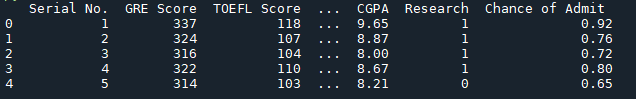 Serial No. GRE Score TOEFL Score ... CGPA Research Chance of Admit
0 1 337 118 ... 9.65 1 0.92
1 2 324 107 ... 8.87 1 0.76
2 3 316 104 ... 8.00 1 0.72
3 4 322 110 ... 8.67 1 0.80
4 5 314 103 ... 8.21 0 0.65